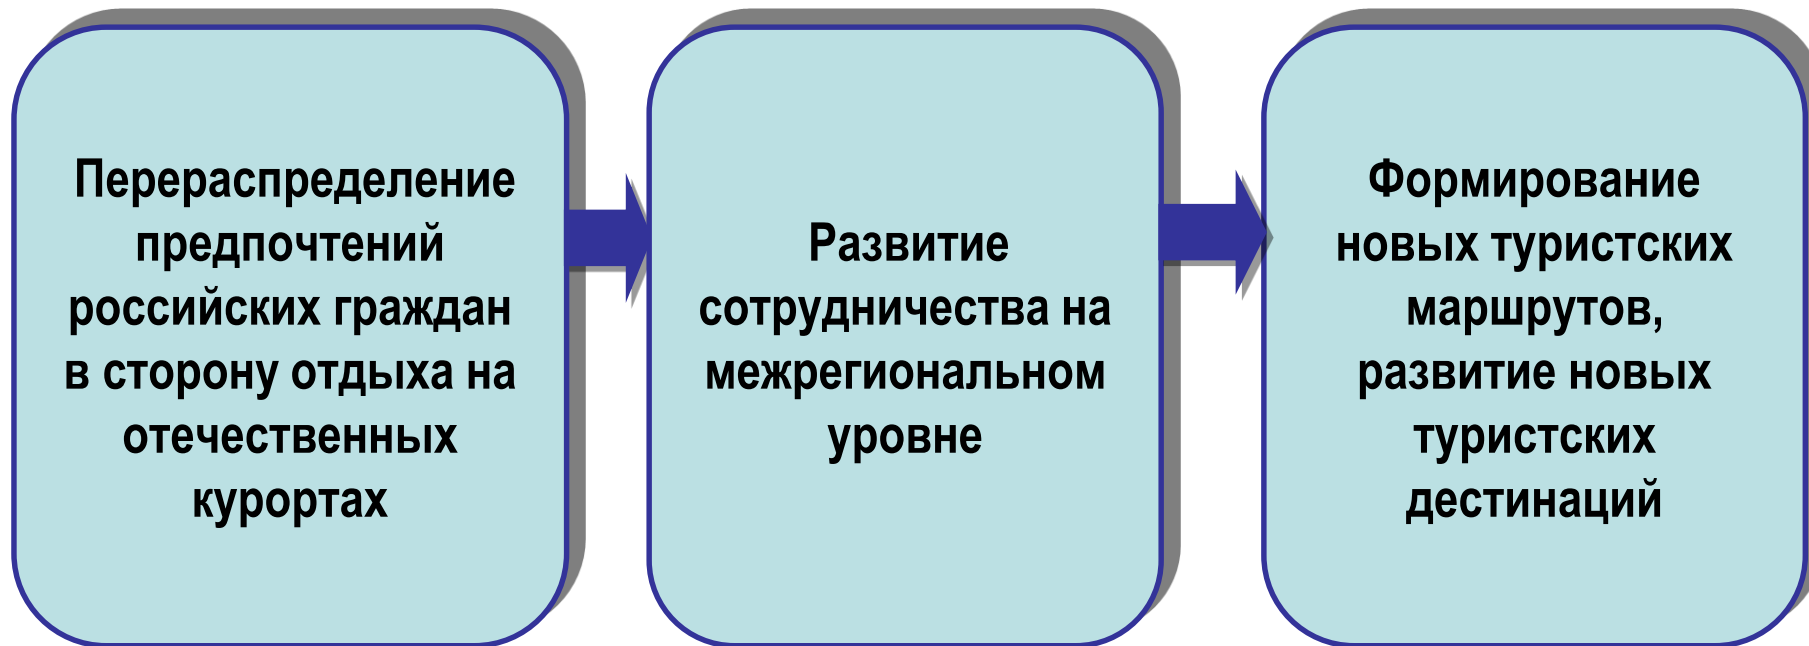 Перераспределение
предпочтений
российских граждан
в сторону отдыха на
отечественных
курортах
Развитие
сотрудничества на
межрегиональном
уровне
Формирование
новых туристских
маршрутов,
развитие новых
туристских
дестинаций